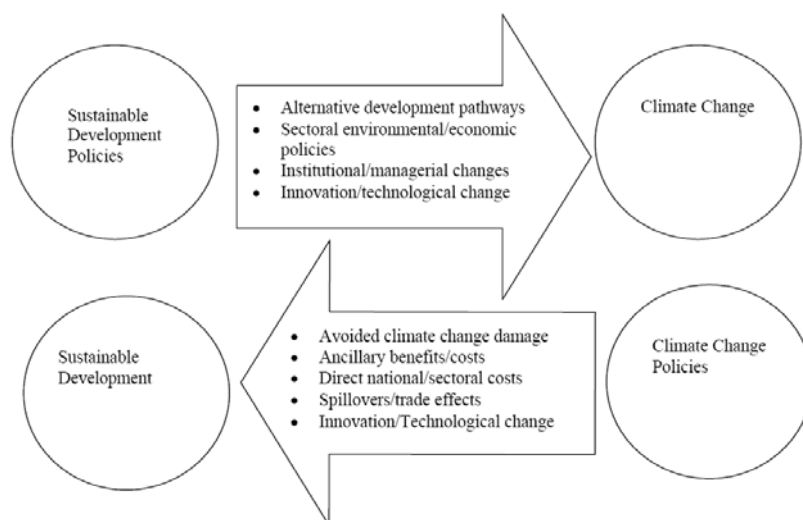 Sustainable
Development
Policies
• Alternative development pathways
• Sectoral environmental/economic
policies
• Institutional/managerial changes
• Innovation/technological change
Climate Change
Sustainable
Development
• Avoided climate change damage
• Ancillary benefits/costs
• Direct national/sectoral costs
• Spillovers/trade effects
• Innovation/Technological change
Climate Change
Policies